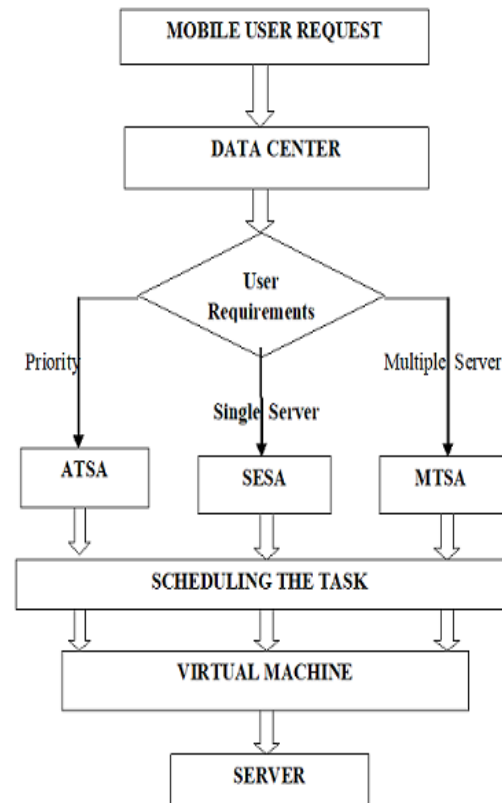 MOBILE USER REQUEST
DATA CENTER
User
Requirements
Priority
Single Server
Multiple Server
ATSA
SESA
MTSA
SCHEDULING THE TASK
VIRTUAL MACHINE
SERVER